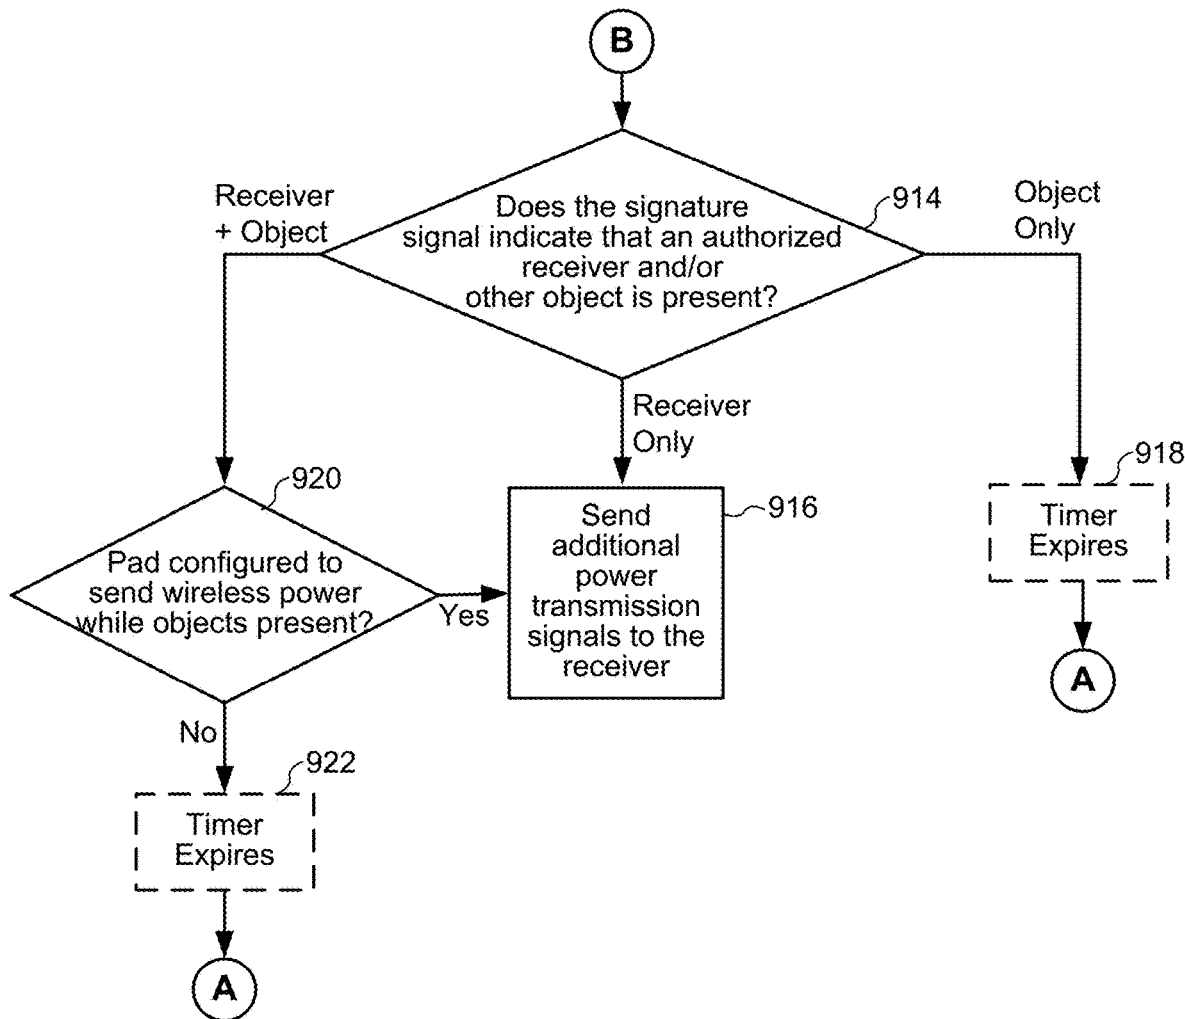 B
Receiver
+ Object
Does the signature
signal indicate that an authorized
receiver and/or
other object is present?
914
Object
Only
Receiver
Only
920
Pad configured to
send wireless power
while objects present?
Yes
Send
additional
power
transmission
signals to the
receiver
916
918
Timer
Expires
A
No
922
Timer
Expires
A